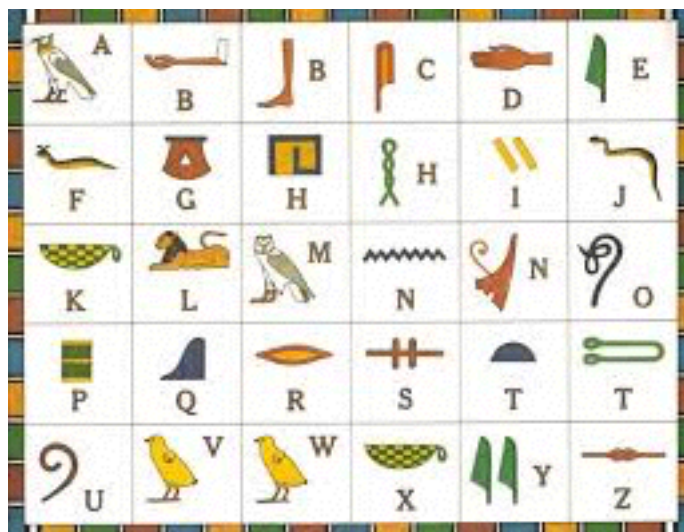 A B B C D E
F G H H I J
K L M N N O
P Q R S T T
U V W X Y Z